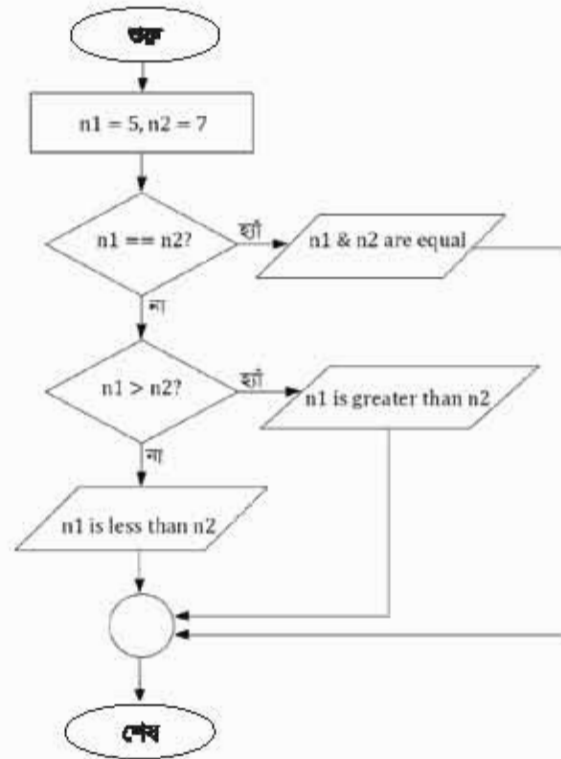 শুরু
n1 = 5, n2 = 7
n1 == n2?
হ্যাঁ
n1 & n2 are equal
না
n1 > n2?
হ্যাঁ
n1 is greater than n2
না
n1 is less than n2
শেষ